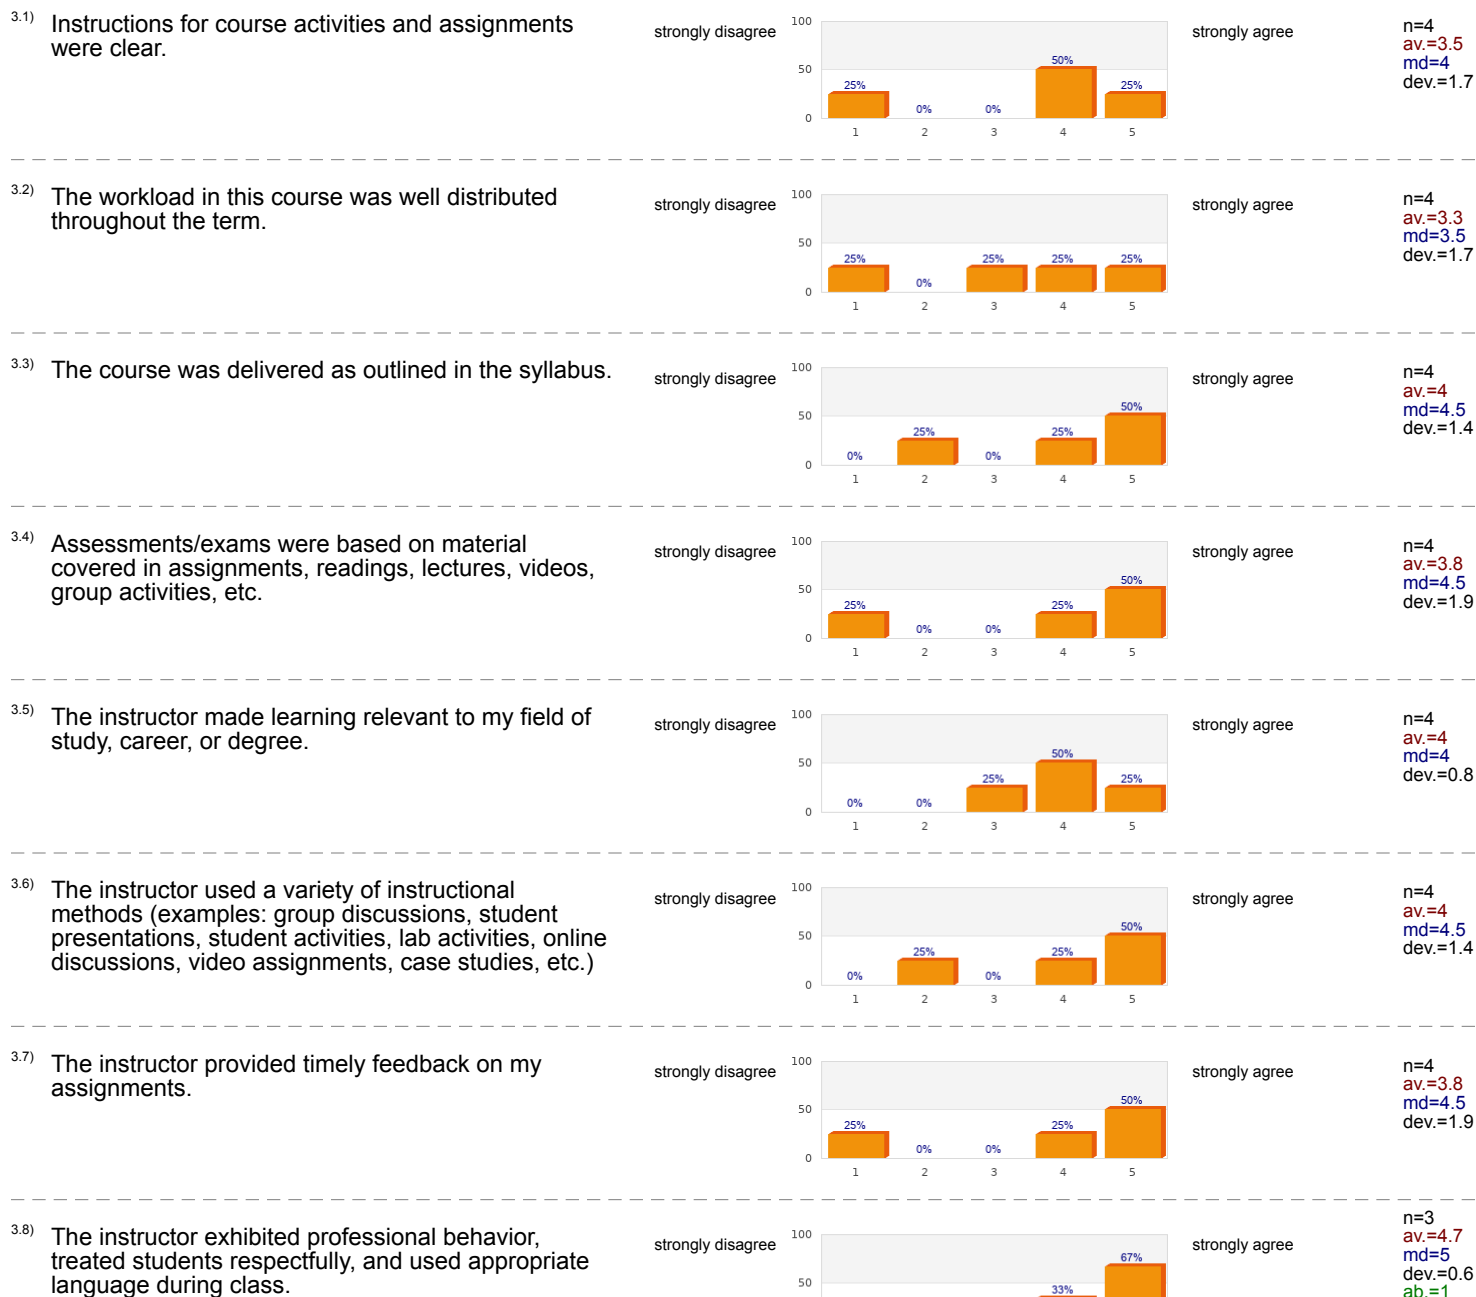 3.1) Instructions for course activities and assignments
were clear.
strongly disagree
100
50
0
25%
0%
0%
50%
25%
1 2 3 4 5
strongly agree
n=4
av.=3.5
md=4
dev.=1.7
3.2) The workload in this course was well distributed
throughout the term.
strongly disagree
100
50
0
25%
0%
25%
25%
25%
1 2 3 4 5
strongly agree
n=4
av.=3.3
md=3.5
dev.=1.7
3.3) The course was delivered as outlined in the syllabus.
strongly disagree
100
50
0
0%
25%
0%
25%
50%
1 2 3 4 5
strongly agree
n=4
av.=4
md=4.5
dev.=1.4
3.4) Assessments/exams were based on material
covered in assignments, readings, lectures, videos,
group activities, etc.
strongly disagree
100
50
0
25%
0%
0%
25%
50%
1 2 3 4 5
strongly agree
n=4
av.=3.8
md=4.5
dev.=1.9
3.5) The instructor made learning relevant to my field of
study, career, or degree.
strongly disagree
100
50
0
0%
0%
25%
50%
25%
1 2 3 4 5
strongly agree
n=4
av.=4
md=4
dev.=0.8
3.6) The instructor used a variety of instructional
methods (examples: group discussions, student
presentations, student activities, lab activities, online
discussions, video assignments, case studies, etc.)
strongly disagree
100
50
0
0%
25%
0%
25%
50%
1 2 3 4 5
strongly agree
n=4
av.=4
md=4.5
dev.=1.4
3.7) The instructor provided timely feedback on my
assignments.
strongly disagree
100
50
0
25%
0%
0%
25%
50%
1 2 3 4 5
strongly agree
n=4
av.=3.8
md=4.5
dev.=1.9
3.8) The instructor exhibited professional behavior,
treated students respectfully, and used appropriate
language during class.
strongly disagree
100
50
33%
67%
strongly agree
n=3
av.=4.7
md=5
dev.=0.6
ab.=1